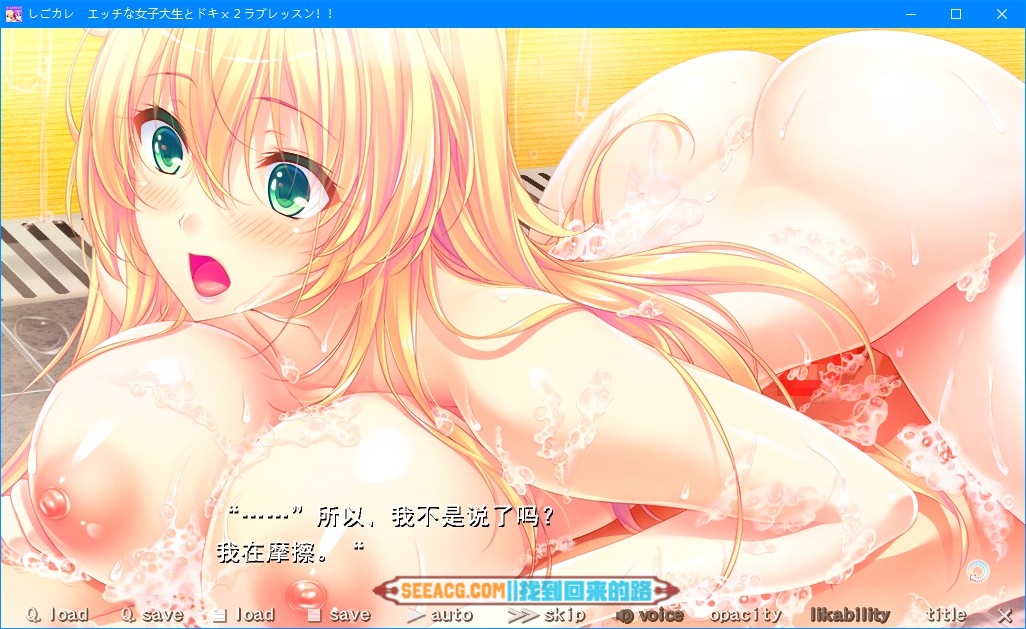 しごカレ　エッチな女子大生とドキｘ２ラブレッスン！！
“┅┅” 所以，我不是说了吗？
我在摩擦。 “
SEEACG.COM||找到回来的路
Q load Q save load save auto skip voice opacity likability title